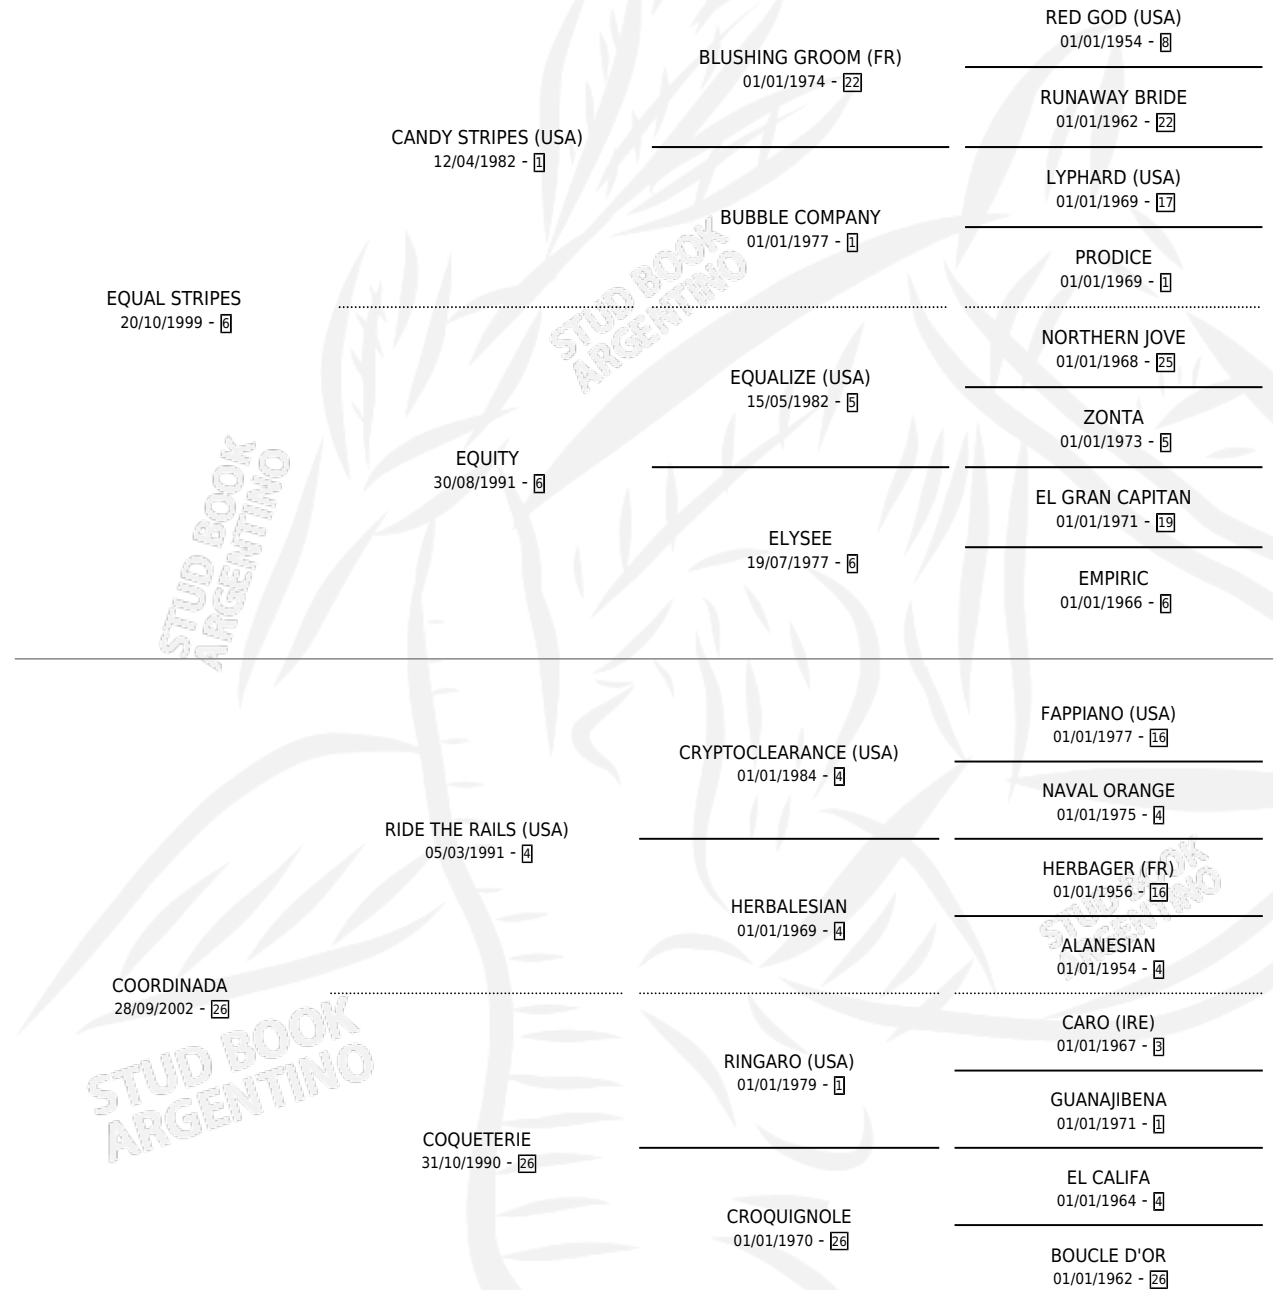 RED GOD (USA)
01/01/1954 - 8
BLUSHING GROOM (FR)
01/01/1974 - 22
RUNAWAY BRIDE
01/01/1962 - 22
CANDY STRIPES (USA)
12/04/1982 - 1
LYPHARD (USA)
01/01/1969 - 17
BUBBLE COMPANY
01/01/1977 - 1
PRODICE
01/01/1969 - 1
STUD BOOK
ARGENTINO
EQUAL STRIPES
20/10/1999 - 6
NORTHERN JOVE
01/01/1968 - 25
EQUALIZE (USA)
15/05/1982 - 5
ZONTA
01/01/1973 - 5
EQUITY
30/08/1991 - 6
EL GRAN CAPITAN
01/01/1971 - 19
ELYSEE
19/07/1977 - 6
EMPIRIC
01/01/1966 - 6
STUD BOOK
ARGENTINO
FAPPIANO (USA)
01/01/1977 - 16
CRYPTOCLEARANCE (USA)
01/01/1984 - 4
NAVAL ORANGE
01/01/1975 - 4
RIDE THE RAILS (USA)
05/03/1991 - 4
HERBAGER (FR)
01/01/1956 - 16
HERBALESIAN
01/01/1969 - 4
ALANESIAN
01/01/1954 - 4
STUD BOOK
ARGENTINO
COORDINADA
28/09/2002 - 26
CARO (IRE)
01/01/1967 - 3
RINGARO (USA)
01/01/1979 - 1
GUANAJIBENA
01/01/1971 - 1
STUD BOOK
ARGENTINO
COQUETERIE
31/10/1990 - 26
EL CALIFA
01/01/1964 - 4
CROQUIGNOLE
01/01/1970 - 26
BOUCLE D'OR
01/01/1962 - 26